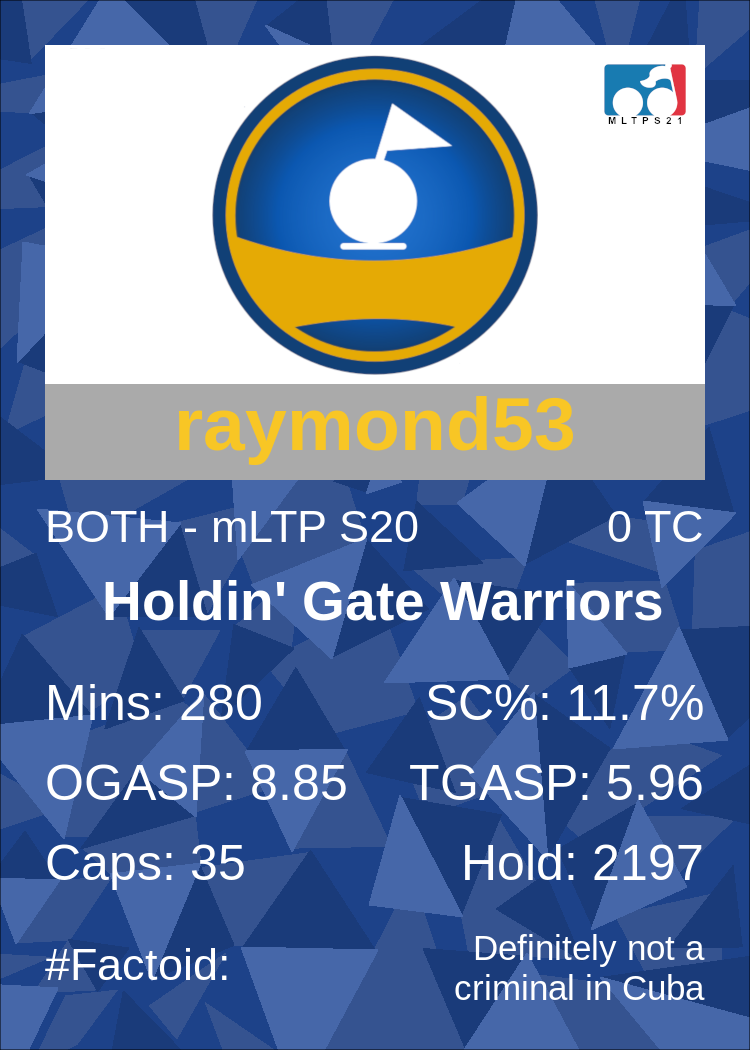 MLTPS21
raymond53
BOTH - mLTP S20 0 TC
Holdin' Gate Warriors
Mins: 280 SC%: 11.7%
OGASP: 8.85 TGASP: 5.96
Caps: 35 Hold: 2197
#Factoid: Definitely not a
criminal in Cuba